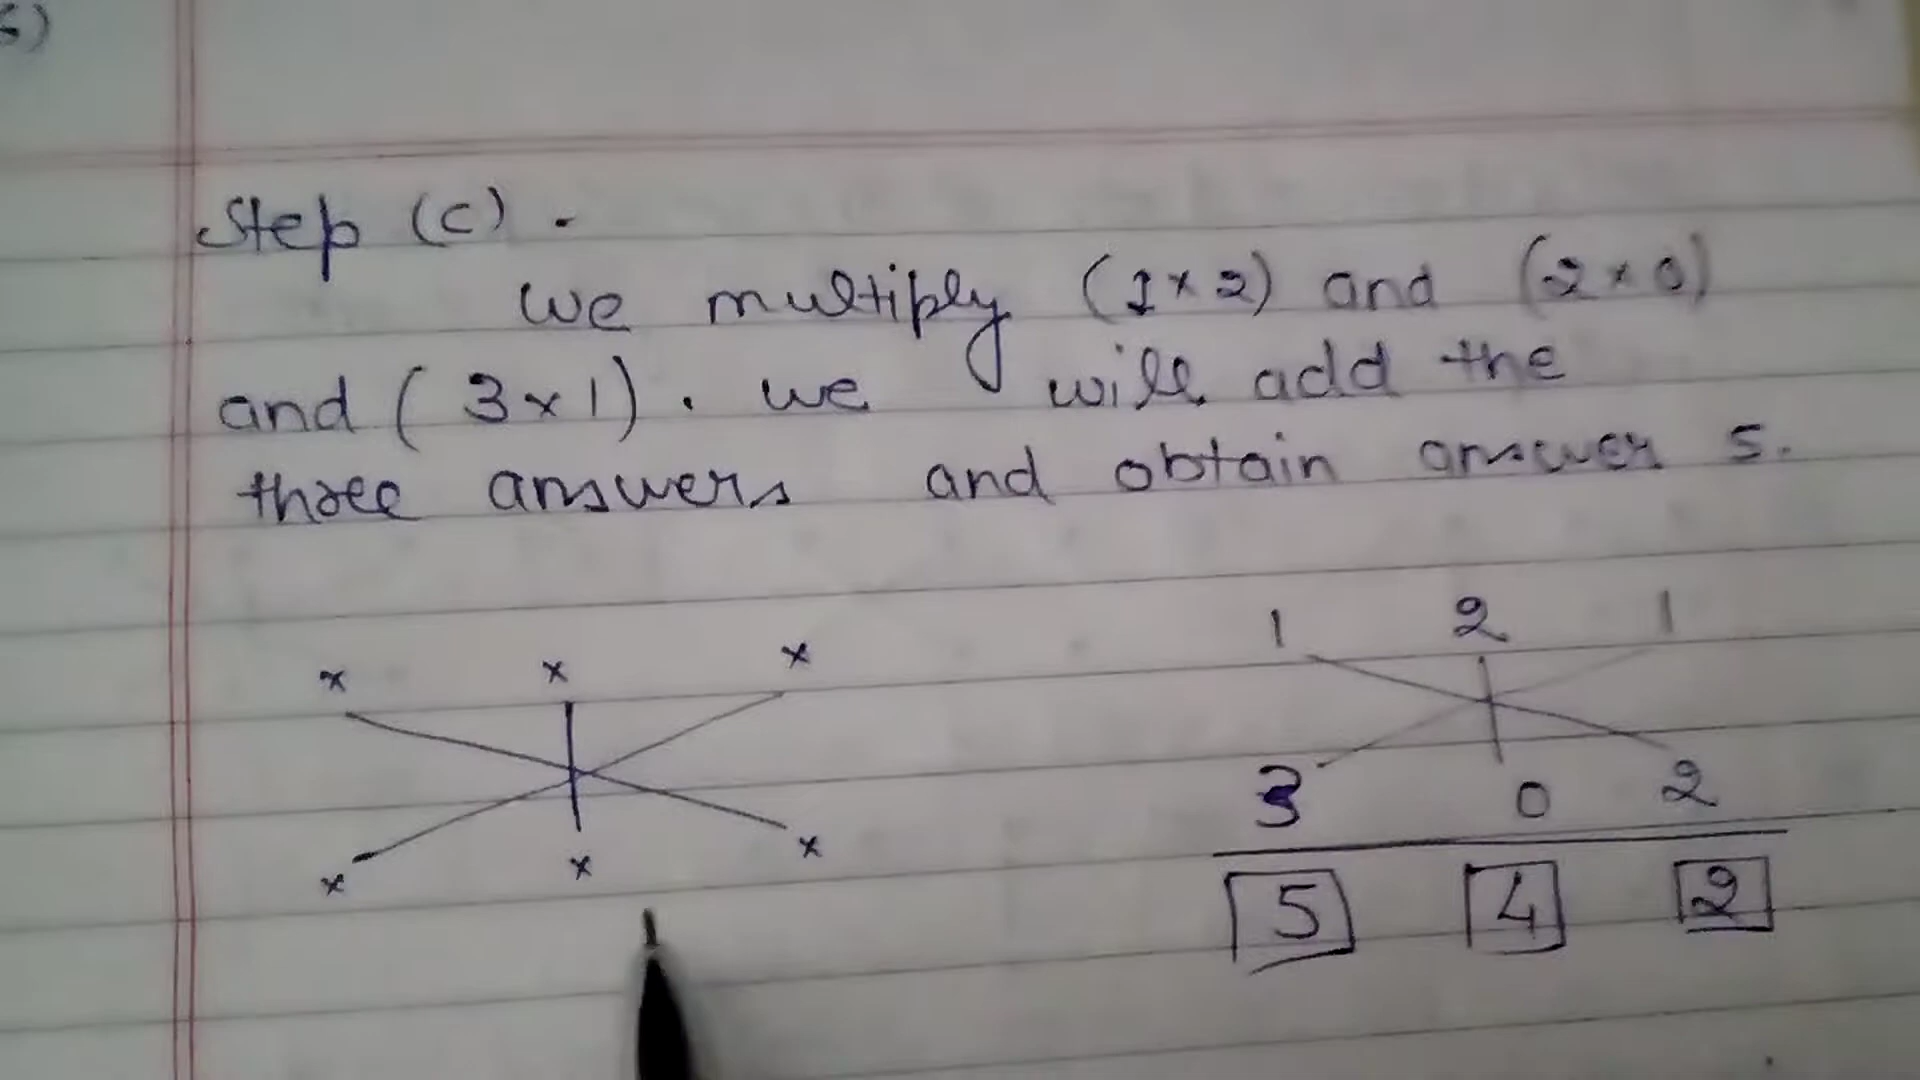 Step (c).
We multiply (1×2) and (2×0)
and (3×1). We will add the
three answers and obtain answer 5.
x x x
x x x
1 2 1
3 0 2
5 4 2